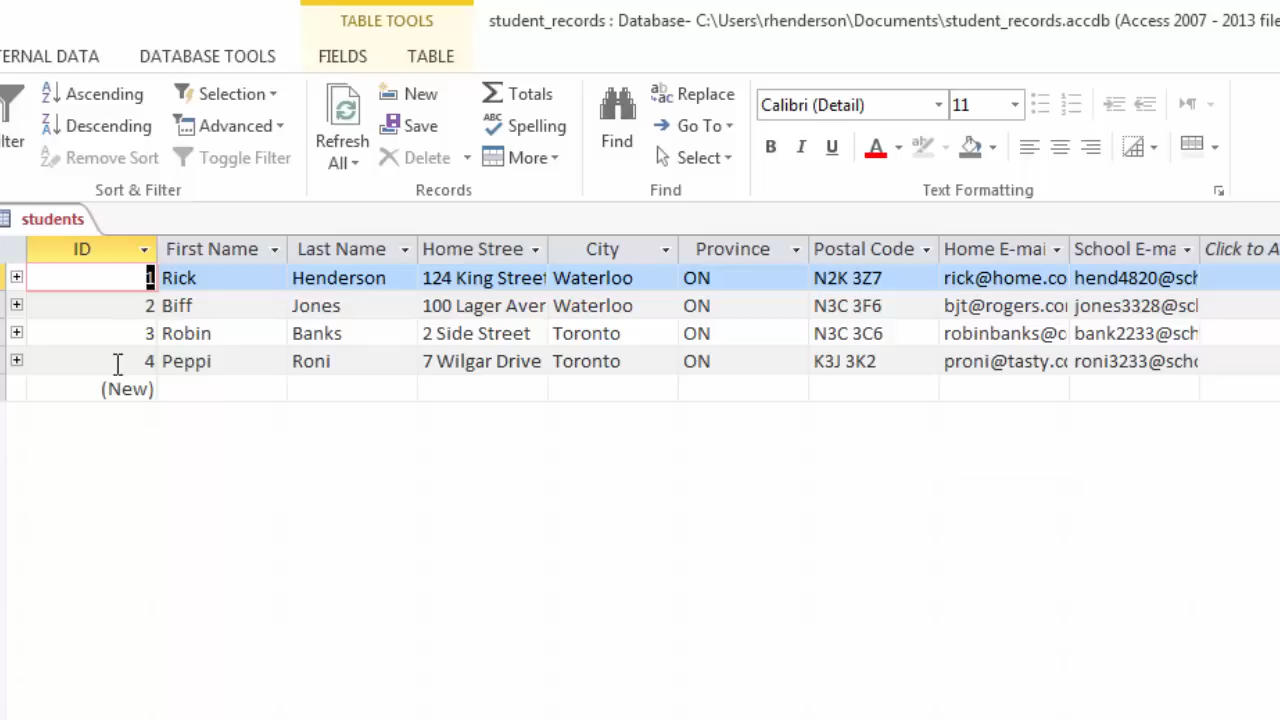 TABLE TOOLS student_records : Database- C:\Users\rhenderson\Documents\student_records.accdb (Access 2007 - 2013 file
TERNAL DATA DATABASE TOOLS FIELDS TABLE
Ascending Selection New Totals Replace Calibri (Detail) 11
ilter Descending Advanced Refresh All Save Spelling Find Go To B I U A
Remove Sort Toggle Filter Delete More Select
Sort & Filter Records Find Text Formatting
students
ID First Name Last Name Home Stree City Province Postal Code Home E-mai School E-ma Click to A
1 Rick Henderson 124 King Street Waterloo ON N2K 3Z7 rick@home.co hend4820@sch
2 Biff Jones 100 Lager Aver Waterloo ON N3C 3F6 bjt@rogers.co jones3328@scl
3 Robin Banks 2 Side Street Toronto ON N3C 3C6 robinbanks@c bank2233@sch
4 Peppi Roni 7 Wilgar Drive Toronto ON K3J 3K2 proni@tasty.cc roni3233@scho
(New)